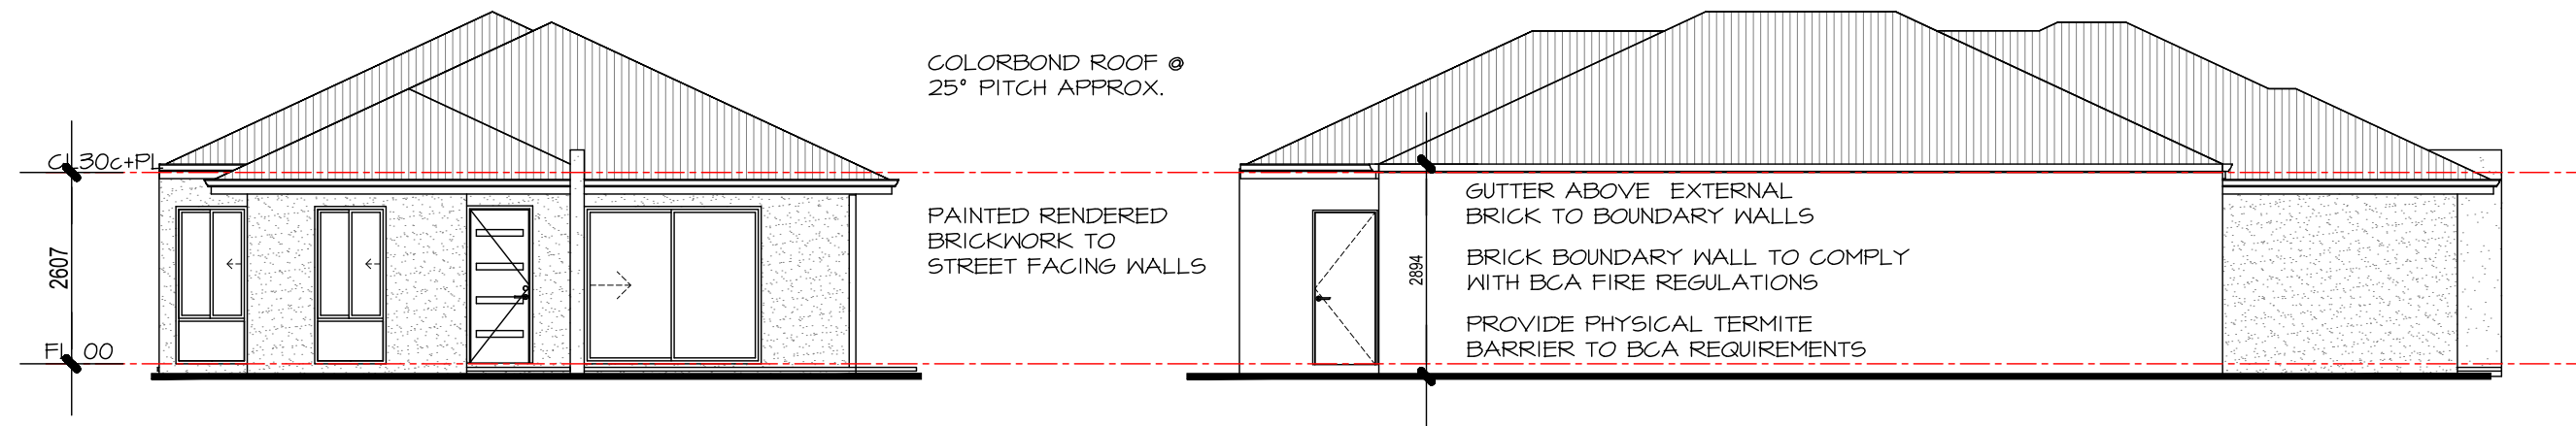 COLORBOND ROOF @
25° PITCH APPROX.
CL 30c+PL
2607
FL 00
PAINTED RENDERED
BRICKWORK TO
STREET FACING WALLS
2894
GUTTER ABOVE EXTERNAL
BRICK TO BOUNDARY WALLS
BRICK BOUNDARY WALL TO COMPLY
WITH BCA FIRE REGULATIONS
PROVIDE PHYSICAL TERMITE
BARRIER TO BCA REQUIREMENTS